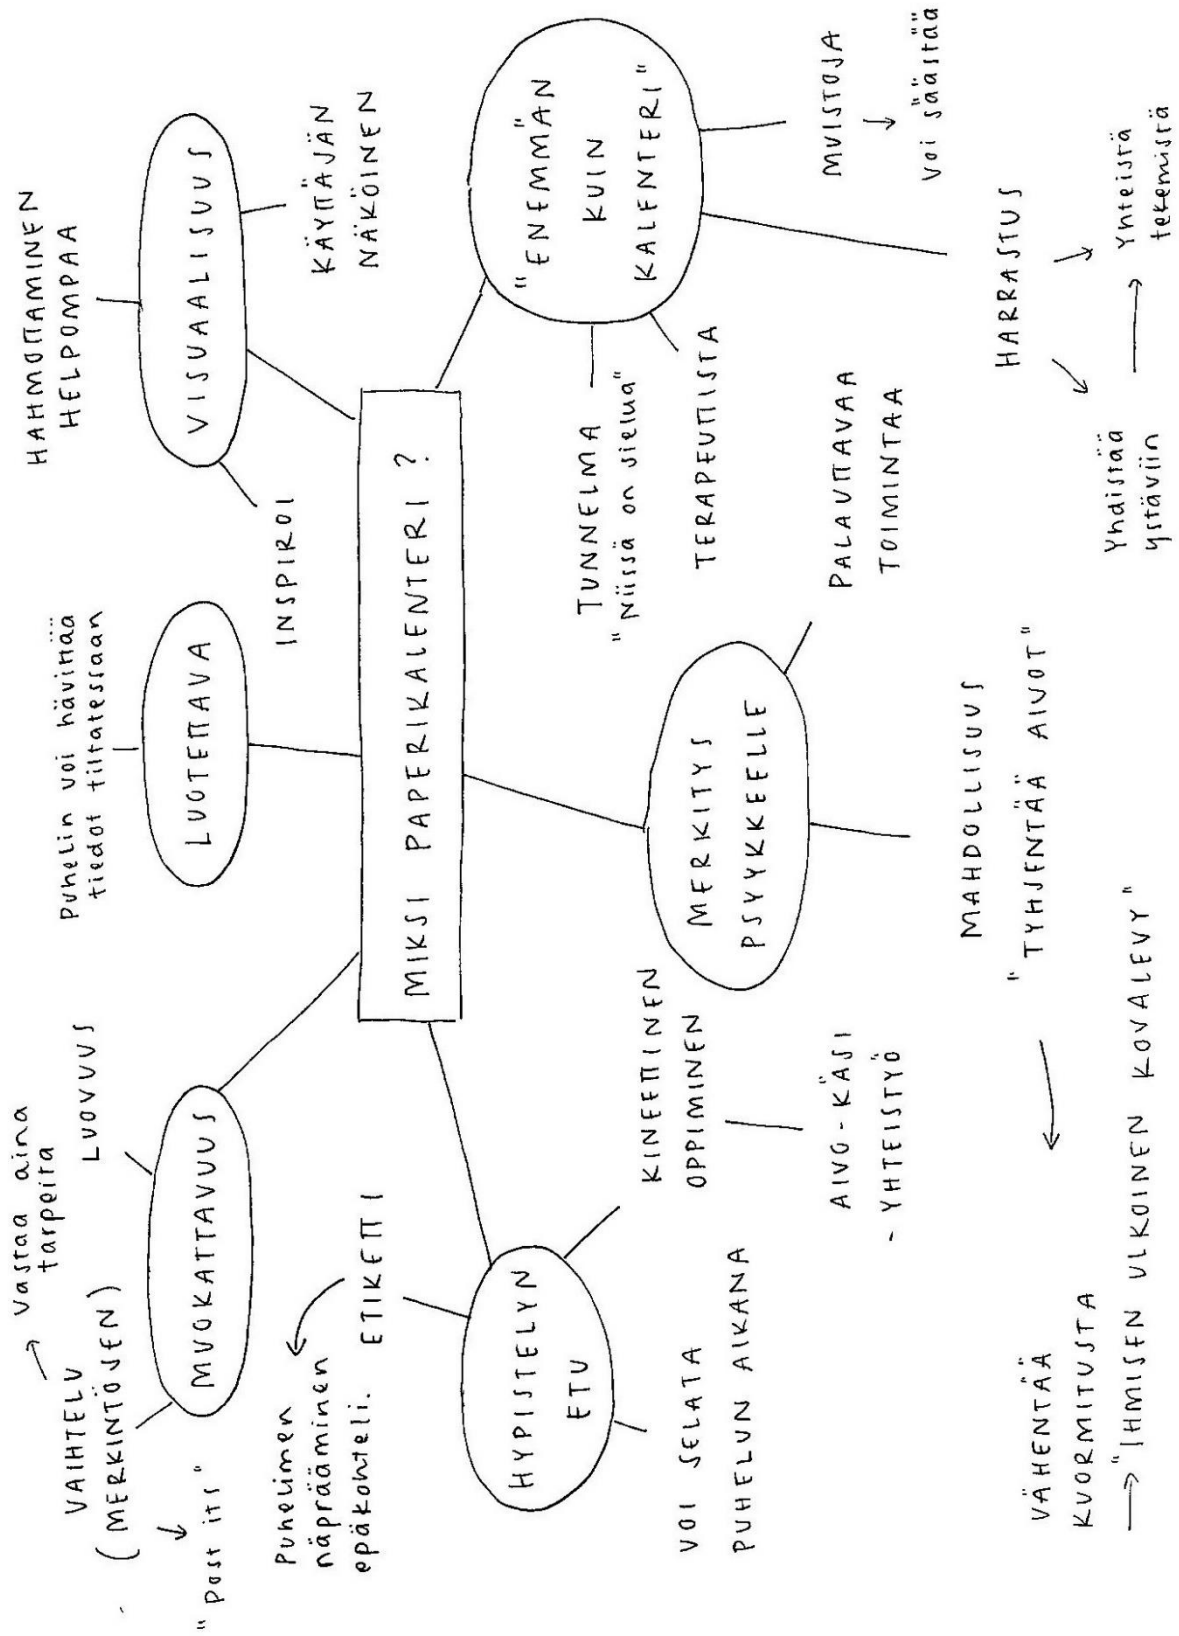 MIKSI PAPERIKALENTERI?
MUOKATTAVUUS
LUOVUUS
VAIHTELU
(MERKINTÖJEN)
→ vastaa aina
tarpeita
↓
"Post its"
LUOTETTAVA
Puhelin voi hävittää
tiedot tiltatessaan
VISUAALISUUS
HAHMOTTAMINEN
HELPOMPAA
INSPIROI
KÄYTTÄJÄN
NÄKÖINEN
"ENEMMÄN
KUIN
KALENTERI"
TUNNELMA
"Niissä on sielua"
TERAPEUTTISTA
MUISTOJA
↓
voi säästää
HARRASTUS
Yhdistää
ystäviin
→ Yhteistä
tekemistä
MERKITYS
PSYYKKEELLE
PALAUTTAVAA
TOIMINTAA
MAHDOLLISUUS
"TYHJENTÄÄ AIVOT"
VÄHENTÄÄ
KUORMITUSTA
→ "IHMISEN ULKOINEN KOVALEVY"
HYPISTELYN
ETU
ETIKETTI
Puhelimen
näprääminen
epäkohteli.
KINEETTINEN
OPPIMINEN
AIVO-KÄSI
-YHTEISTYÖ
VOI SELATA
PUHELUN AIKANA